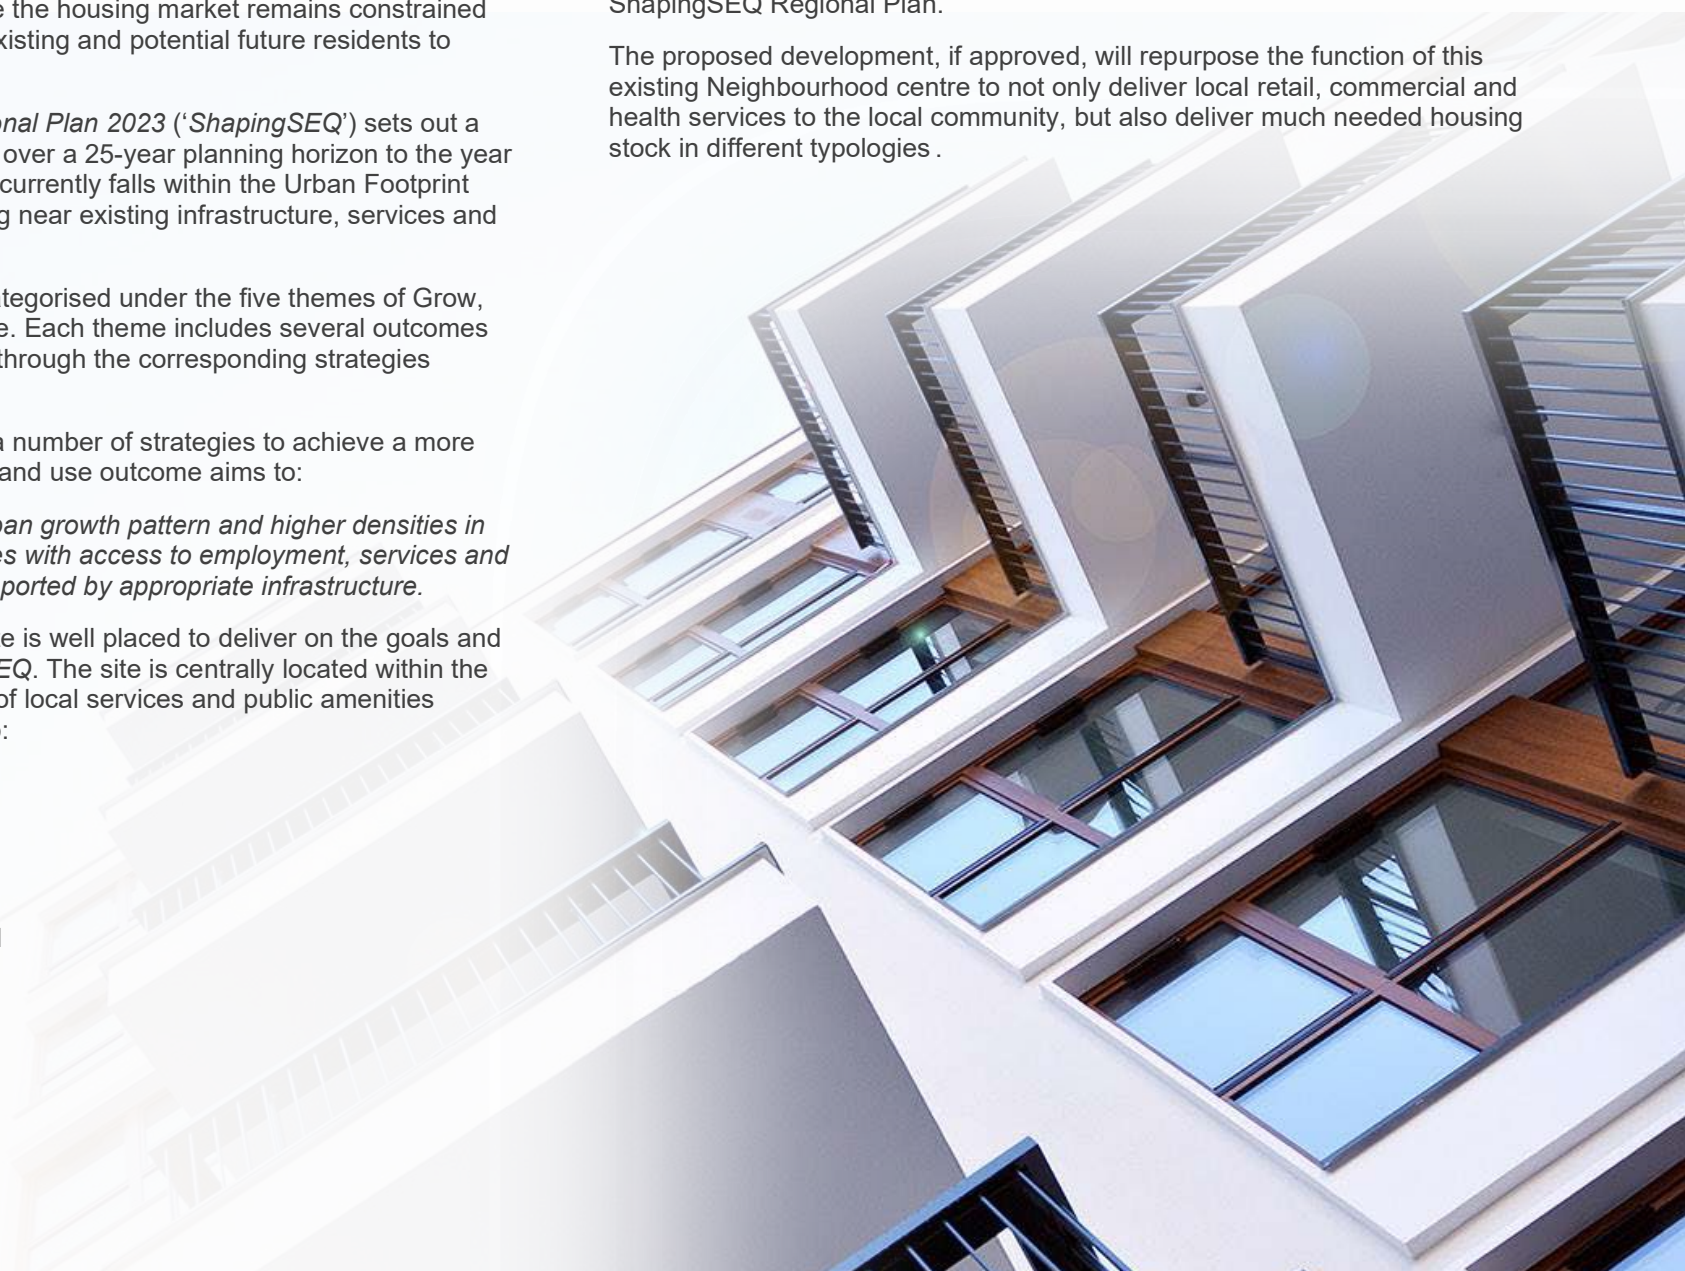 e the housing market remains constrained
xisting and potential future residents to
onal Plan 2023 (‘ShapingSEQ’) sets out a
over a 25-year planning horizon to the year
currently falls within the Urban Footprint
g near existing infrastructure, services and
ategorised under the five themes of Grow,
e. Each theme includes several outcomes
through the corresponding strategies
a number of strategies to achieve a more
and use outcome aims to:
ban growth pattern and higher densities in
es with access to employment, services and
pported by appropriate infrastructure.
te is well placed to deliver on the goals and
EQ. The site is centrally located within the
of local services and public amenities
o:
ShapingSEQ Regional Plan.
The proposed development, if approved, will repurpose the function of this
existing Neighbourhood centre to not only deliver local retail, commercial and
health services to the local community, but also deliver much needed housing
stock in different typologies .